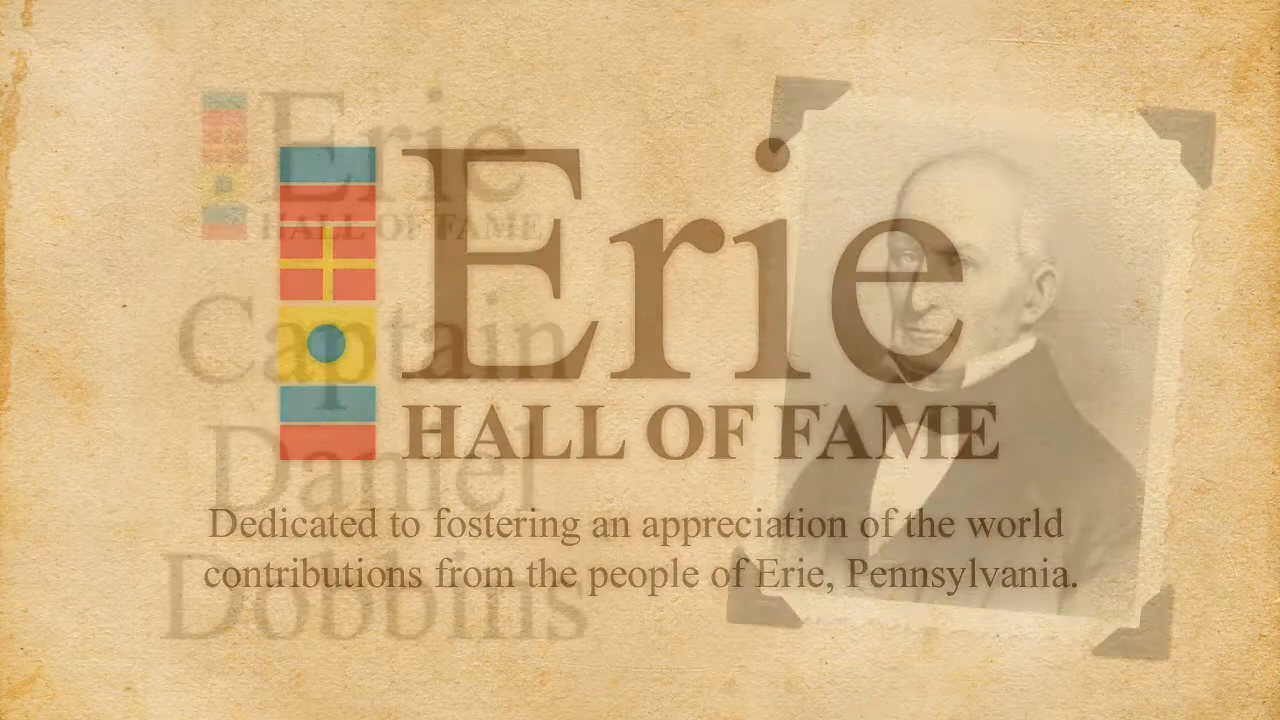 Erie
HALL OF FAME
Captain
Daniel
Dobbins
Erie
HALL OF FAME
Dedicated to fostering an appreciation of the world
contributions from the people of Erie, Pennsylvania.